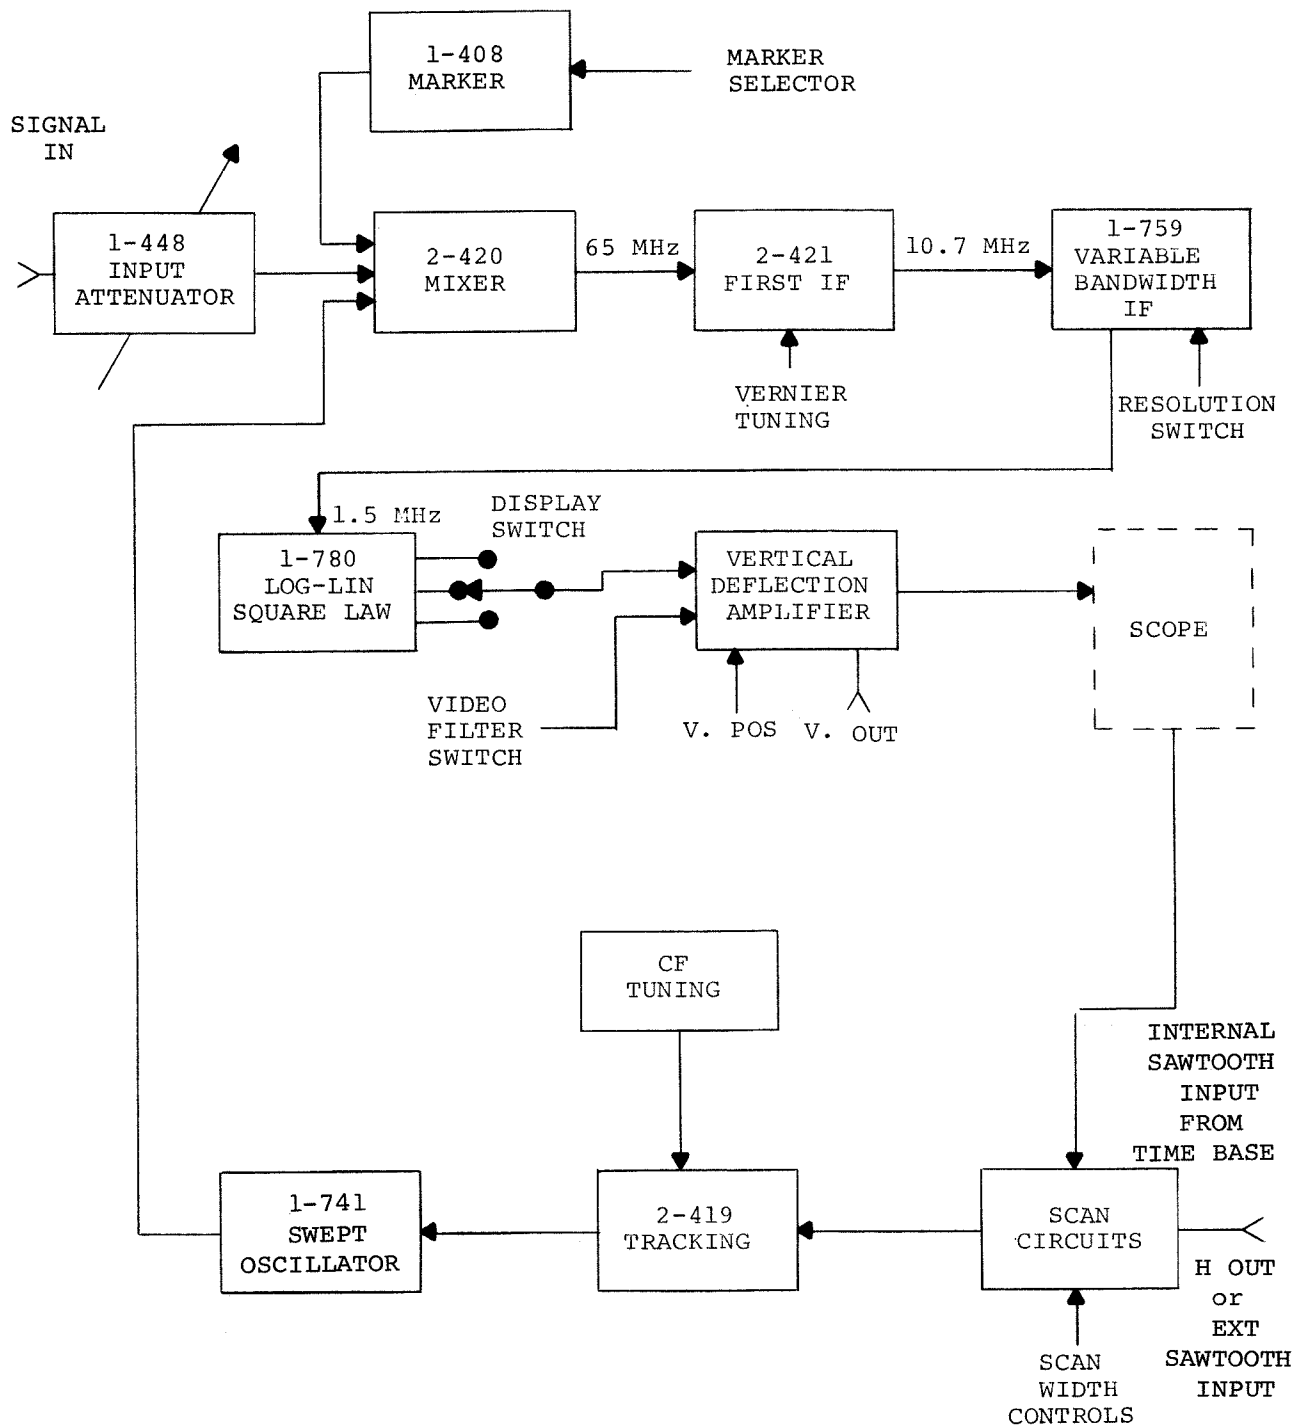 1-408
MARKER
MARKER
SELECTOR
SIGNAL
IN
1-448
INPUT
ATTENUATOR
2-420
MIXER
65 MHz
2-421
FIRST IF
10.7 MHz
1-759
VARIABLE
BANDWIDTH
IF
VERNIER
TUNING
RESOLUTION
SWITCH
1.5 MHz
DISPLAY
SWITCH
1-780
LOG-LIN
SQUARE LAW
VERTICAL
DEFLECTION
AMPLIFIER
SCOPE
VIDEO
FILTER
SWITCH
V. POS
V. OUT
CF
TUNING
INTERNAL
SAWTOOTH
INPUT
FROM
TIME BASE
1-741
SWEPT
OSCILLATOR
2-419
TRACKING
SCAN
CIRCUITS
H OUT
or
EXT
SAWTOOTH
INPUT
SCAN
WIDTH
CONTROLS